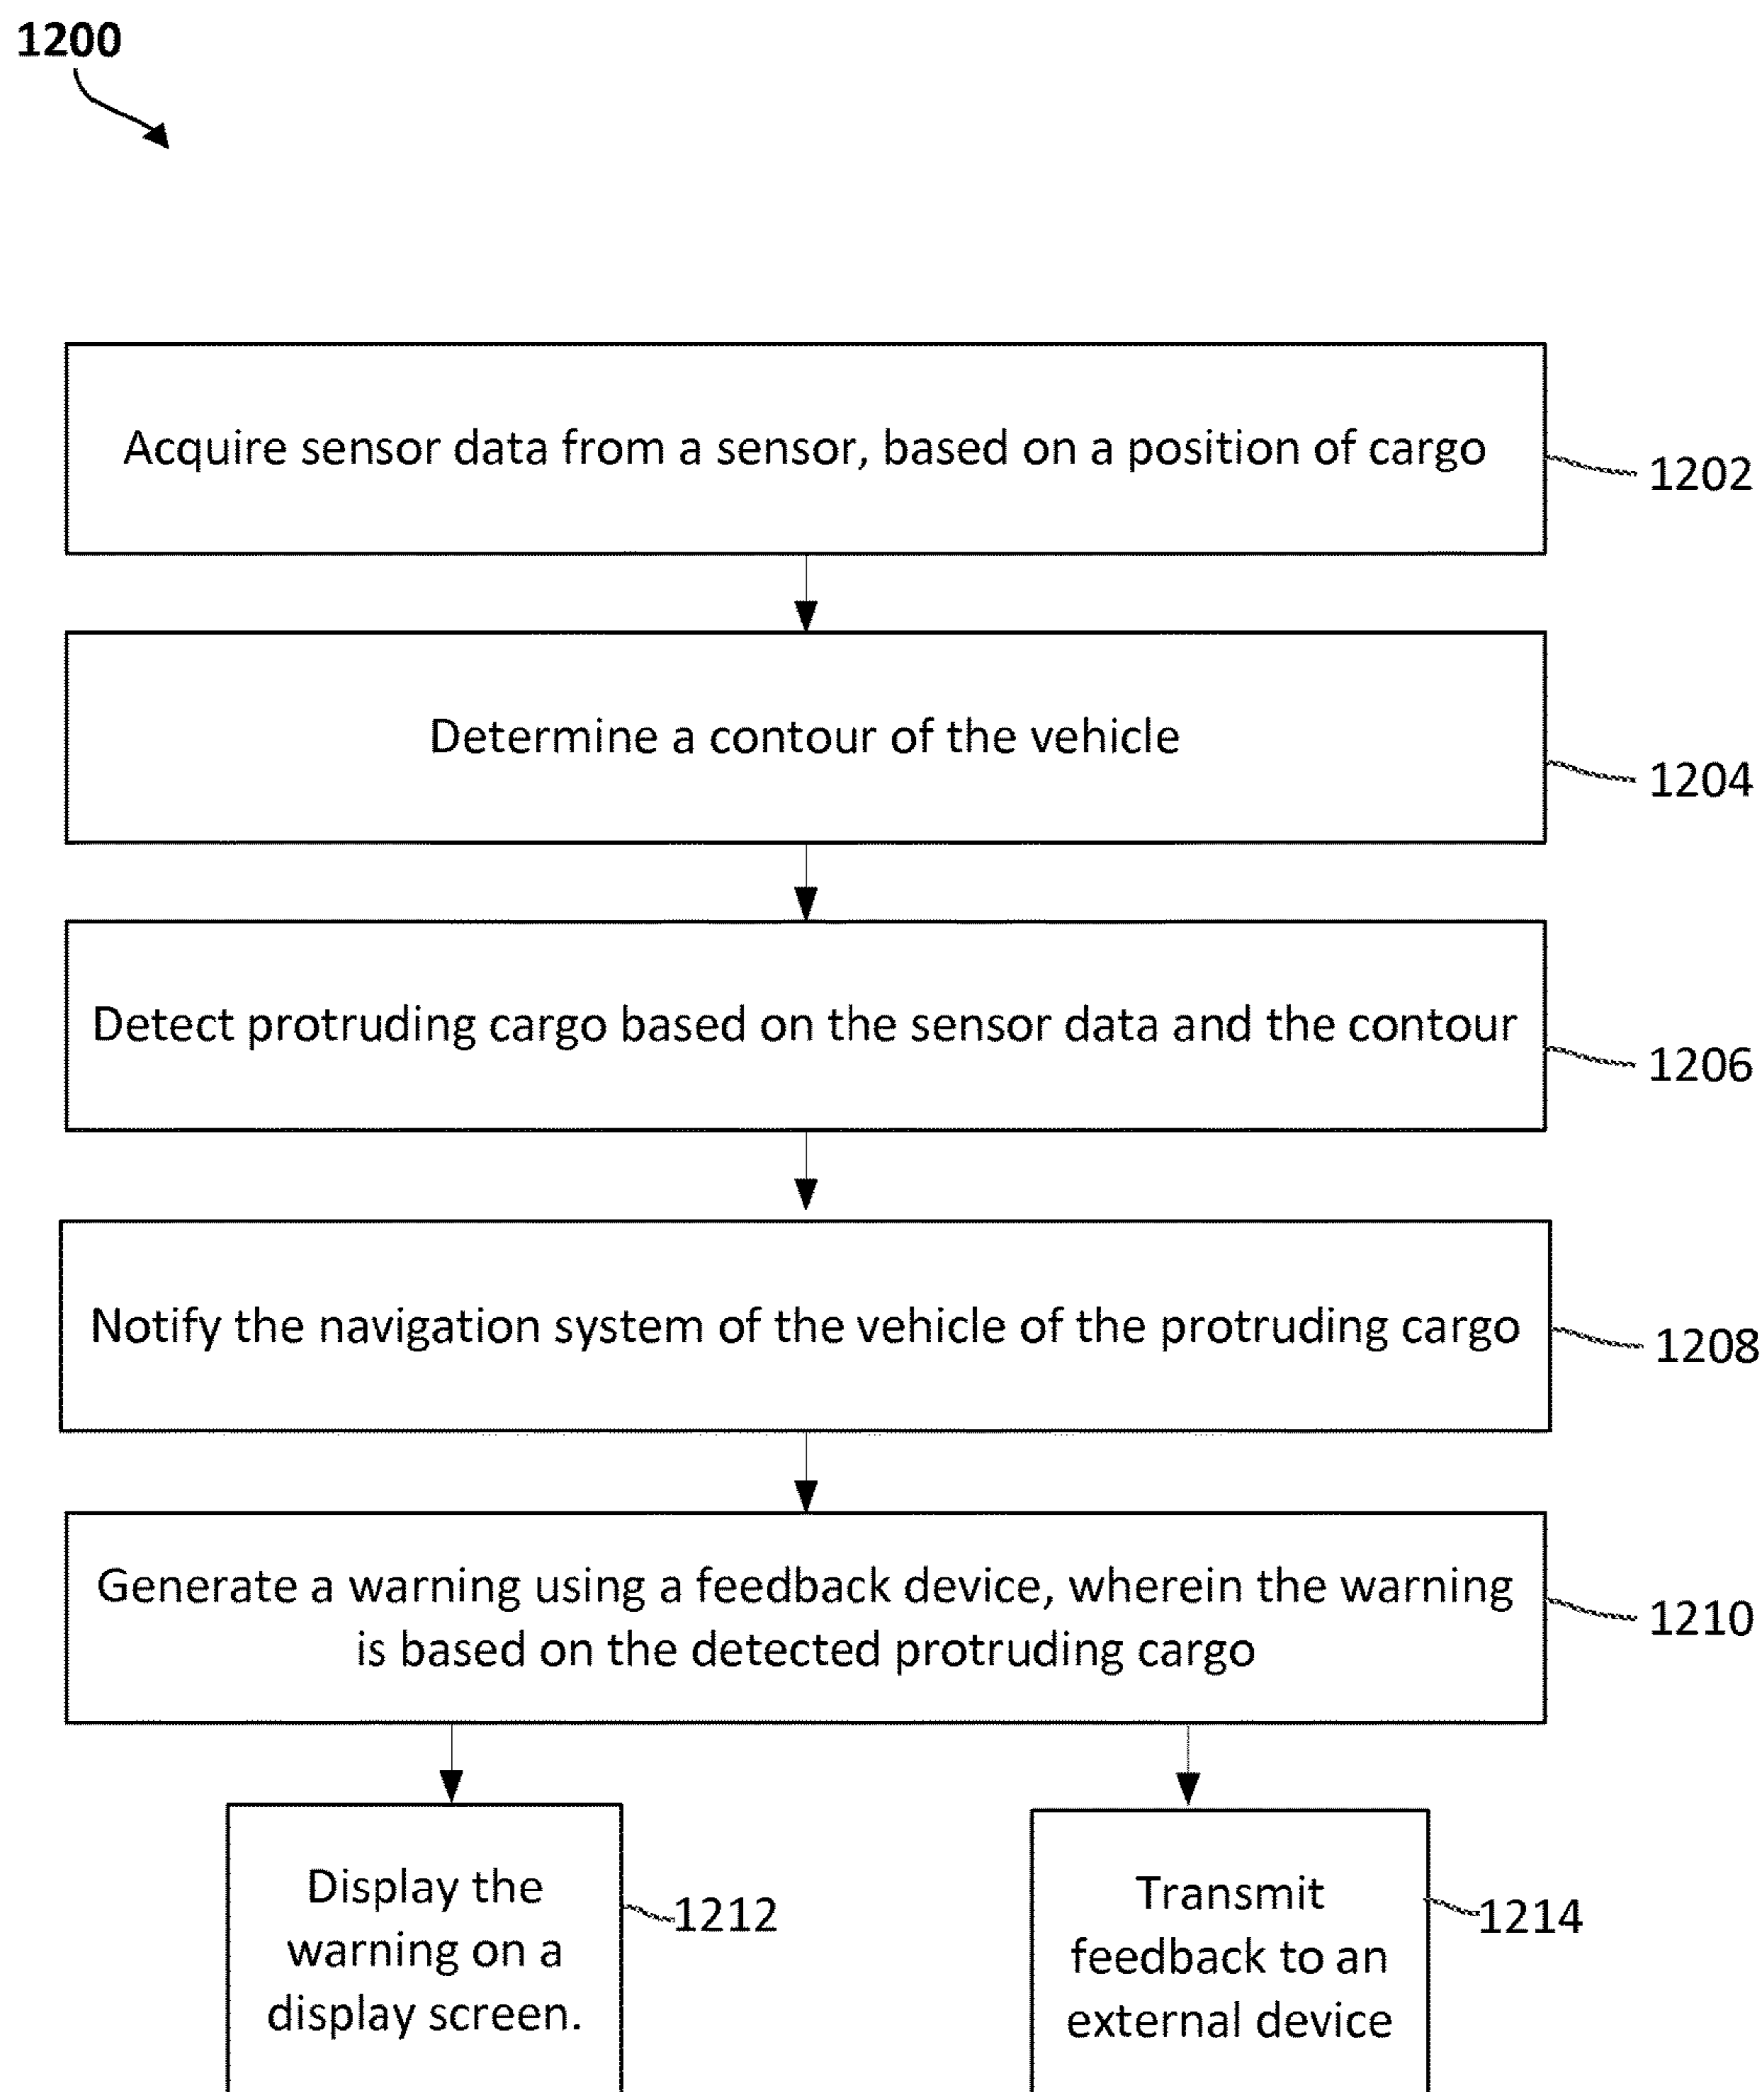 1200
Acquire sensor data from a sensor, based on a position of cargo
1202
Determine a contour of the vehicle
1204
Detect protruding cargo based on the sensor data and the contour
1206
Notify the navigation system of the vehicle of the protruding cargo
1208
Generate a warning using a feedback device, wherein the warning
is based on the detected protruding cargo
1210
Display the
warning on a
display screen.
1212
Transmit
feedback to an
external device
1214